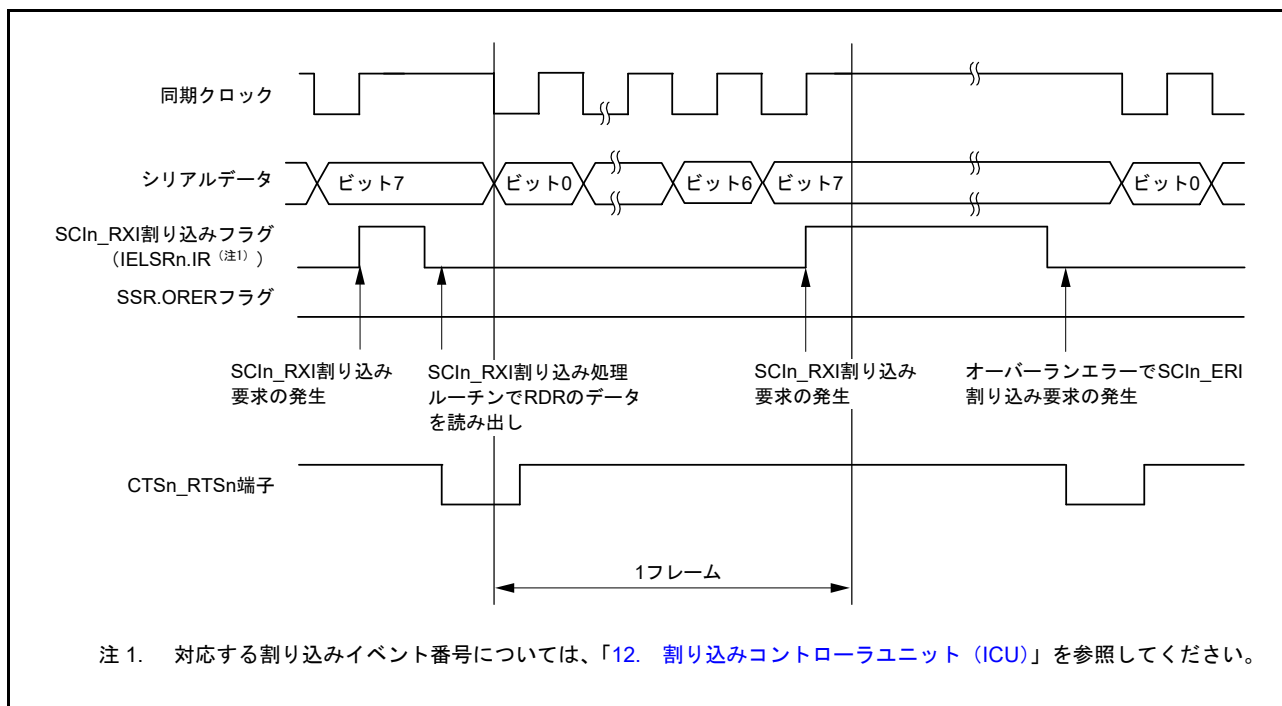 同期クロック
シリアルデータ
ビット7
ビット0
ビット6
ビット7
ビット0
SCIn_RXI割り込みフラグ
（IELSRn.IR（注1））
SSR.ORERフラグ
SCIn_RXI割り込み
要求の発生
SCIn_RXI割り込み処理
ルーチンでRDRのデータ
を読み出し
SCIn_RXI割り込み
要求の発生
オーバーランエラーでSCIn_ERI
割り込み要求の発生
CTSn_RTSn端子
1フレーム
注 1. 対応する割り込みイベント番号については、「12. 割り込みコントローラユニット（ICU）」を参照してください。